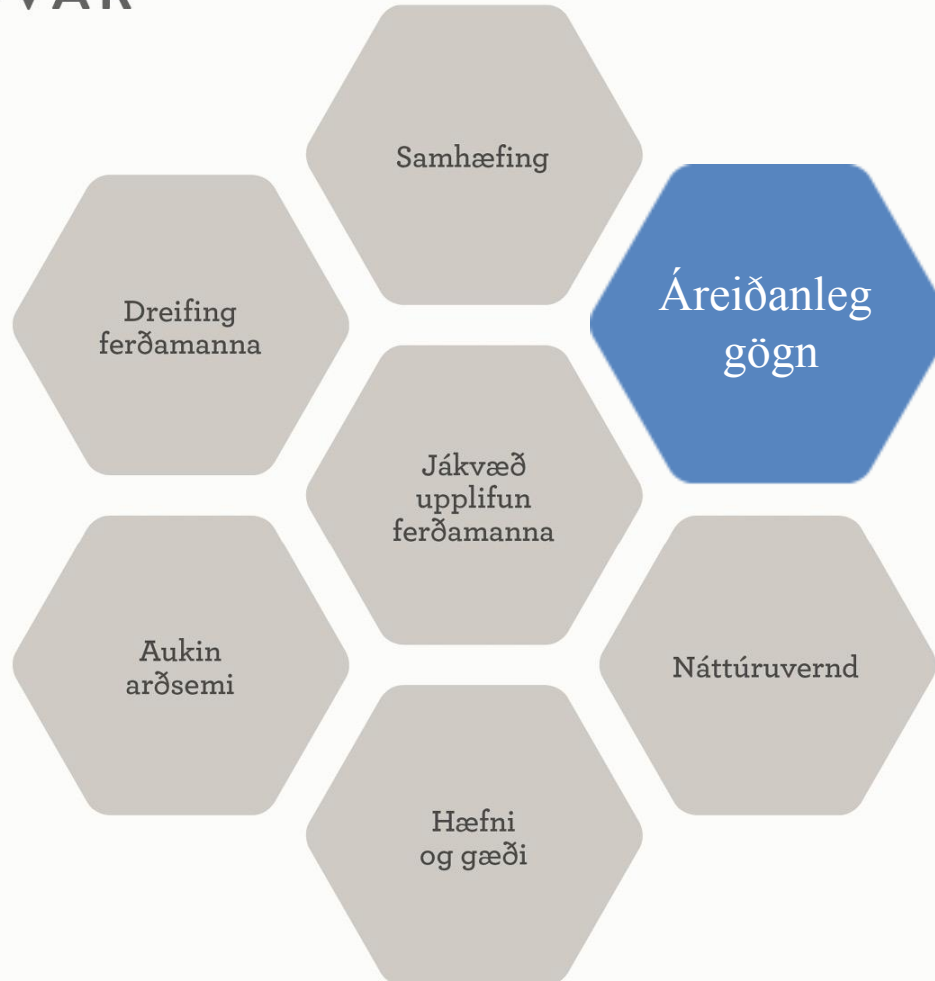 Samhæfing
Áreiðanleg
gögn
Dreifing
ferðamanna
Jákvæð
upplifun
ferðamanna
Aukin
arðsemi
Náttúruvernd
Hæfni
og gæði